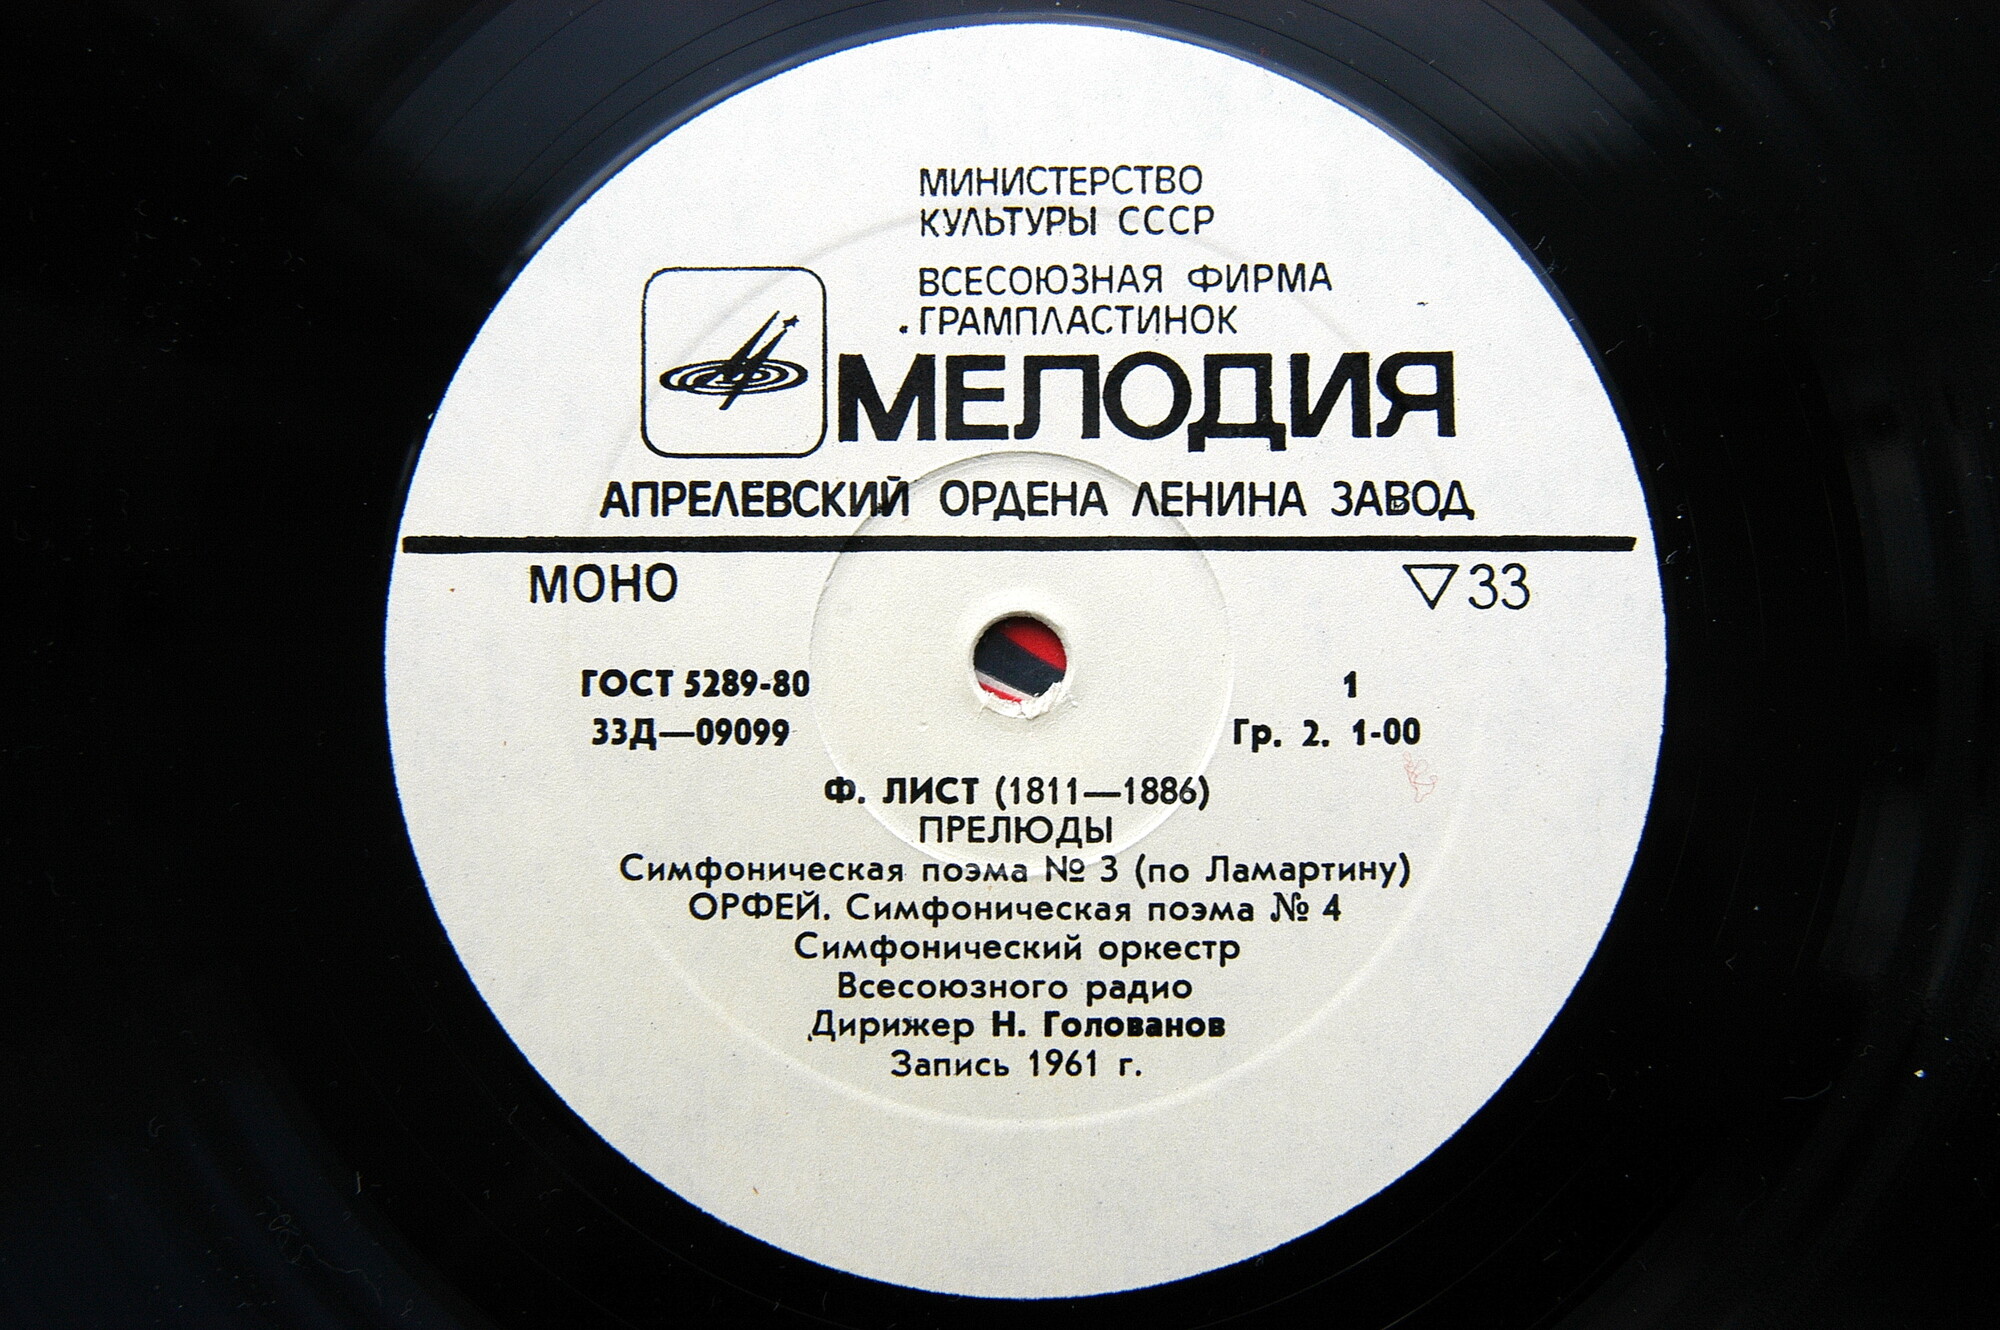 МИНИСТЕРСТВО
КУЛЬТУРЫ СССР
ВСЕСОЮЗНАЯ ФИРМА
ГРАМПЛАСТИНОК
МЕЛОДИЯ
АПРЕЛЕВСКИЙ ОРДЕНА ЛЕНИНА ЗАВОД
МОНО ▽33
ГОСТ 5289-80 1
33Д—09099 Гр. 2. 1-00
Ф. ЛИСТ (1811—1886)
ПРЕЛЮДЫ
Симфоническая поэма № 3 (по Ламартину)
ОРФЕЙ. Симфоническая поэма № 4
Симфонический оркестр
Всесоюзного радио
Дирижер Н. Голованов
Запись 1961 г.